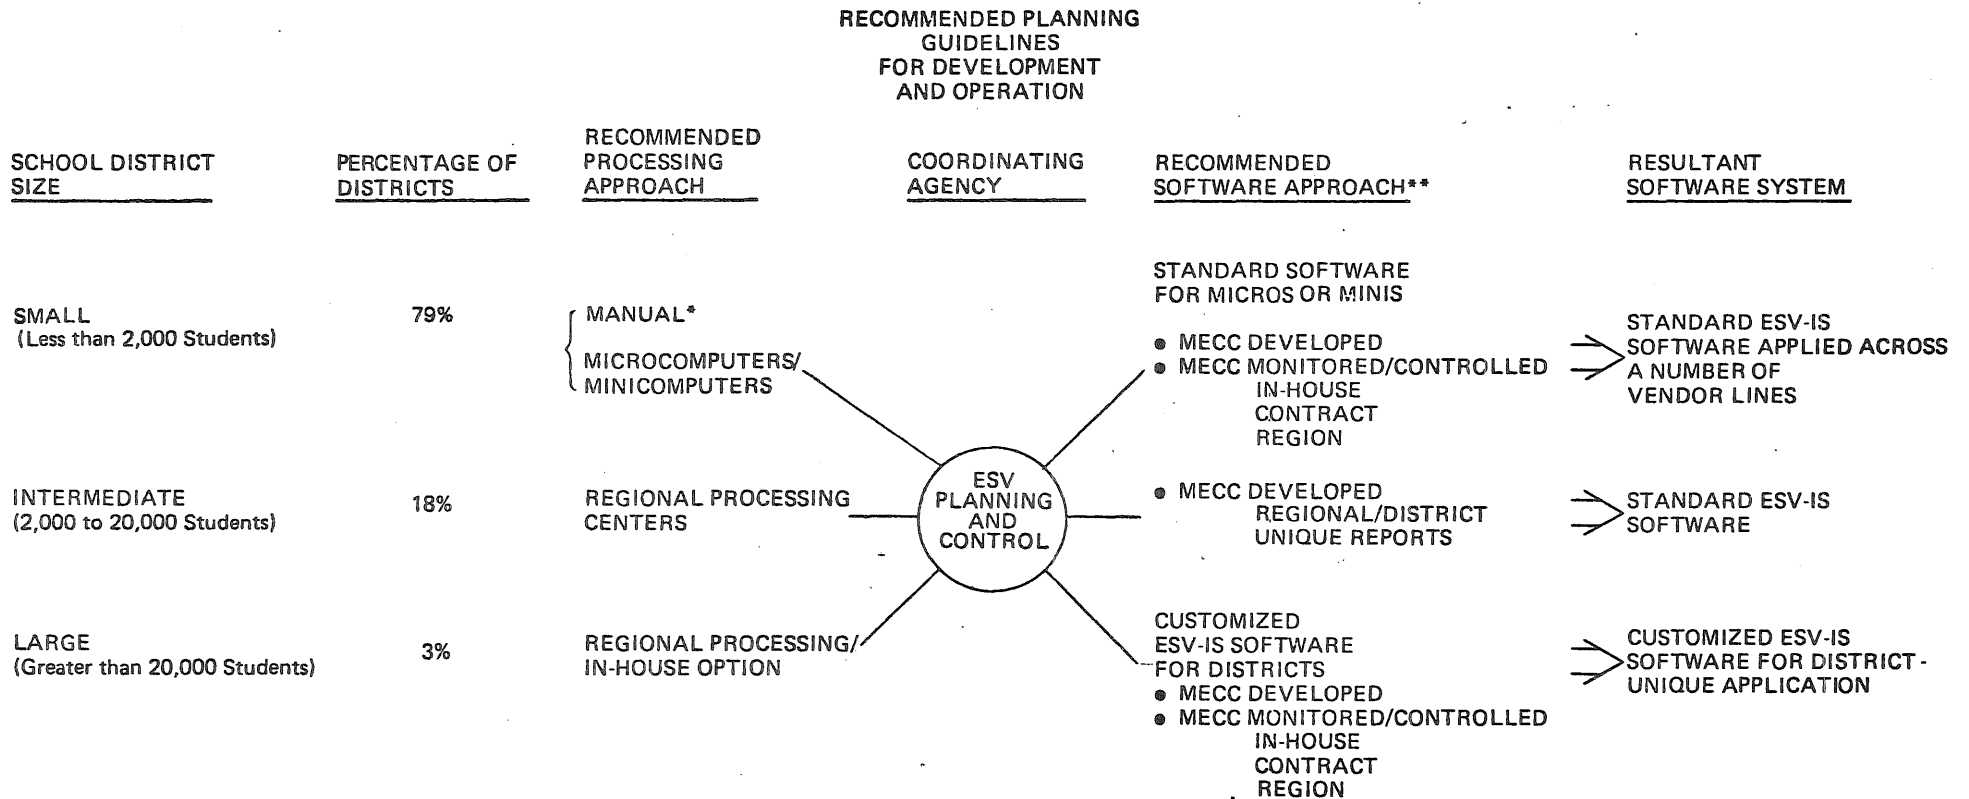 RECOMMENDED PLANNING
GUIDELINES
FOR DEVELOPMENT
AND OPERATION
SCHOOL DISTRICT
SIZE
PERCENTAGE OF
DISTRICTS
RECOMMENDED
PROCESSING
APPROACH
COORDINATING
AGENCY
RECOMMENDED
SOFTWARE APPROACH**
RESULTANT
SOFTWARE SYSTEM
SMALL
(Less than 2,000 Students)
79%
MANUAL*
MICROCOMPUTERS/
MINICOMPUTERS
STANDARD SOFTWARE
FOR MICROS OR MINIS
• MECC DEVELOPED
• MECC MONITORED/CONTROLLED
IN-HOUSE
CONTRACT
REGION
STANDARD ESV-IS
SOFTWARE APPLIED ACROSS
A NUMBER OF
VENDOR LINES
INTERMEDIATE
(2,000 to 20,000 Students)
18%
REGIONAL PROCESSING
CENTERS
ESV
PLANNING
AND
CONTROL
• MECC DEVELOPED
REGIONAL/DISTRICT
UNIQUE REPORTS
STANDARD ESV-IS
SOFTWARE
LARGE
(Greater than 20,000 Students)
3%
REGIONAL PROCESSING/
IN-HOUSE OPTION
CUSTOMIZED
ESV-IS SOFTWARE
FOR DISTRICTS
• MECC DEVELOPED
• MECC MONITORED/CONTROLLED
IN-HOUSE
CONTRACT
REGION
CUSTOMIZED ESV-IS
SOFTWARE FOR DISTRICT-
UNIQUE APPLICATION